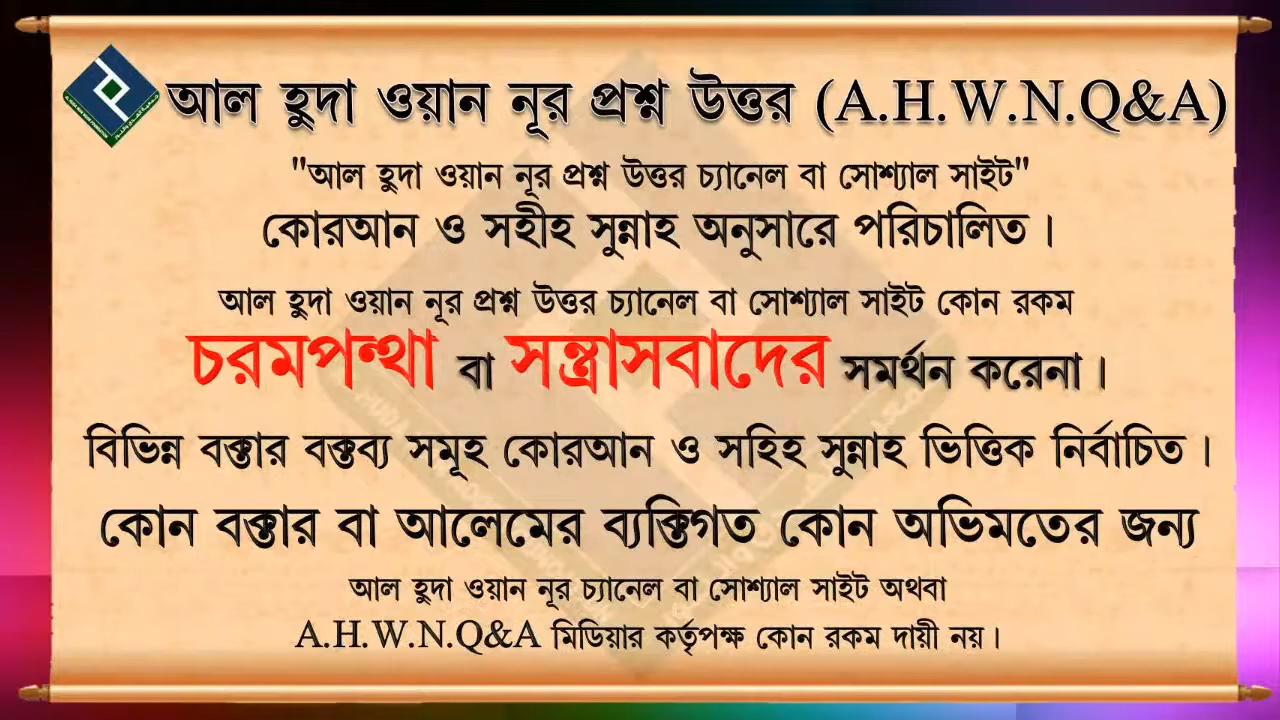 আল হুদা ওয়ান নূর প্রশ্ন উত্তর (A.H.W.N.Q&A)
"আল হুদা ওয়ান নূর প্রশ্ন উত্তর চ্যানেল বা সোশ্যাল সাইট"
কোরআন ও সহীহ সুন্নাহ অনুসারে পরিচালিত।
আল হুদা ওয়ান নূর প্রশ্ন উত্তর চ্যানেল বা সোশ্যাল সাইট কোন রকম
চরমপন্থা বা সন্ত্রাসবাদের সমর্থন করেনা।
বিভিন্ন বক্তার বক্তব্য সমূহ কোরআন ও সহিহ সুন্নাহ ভিত্তিক নির্বাচিত।
কোন বক্তার বা আলেমের ব্যক্তিগত কোন অভিমতের জন্য
আল হুদা ওয়ান নূর চ্যানেল বা সোশ্যাল সাইট অথবা
A.H.W.N.Q&A মিডিয়ার কর্তৃপক্ষ কোন রকম দায়ী নয়।